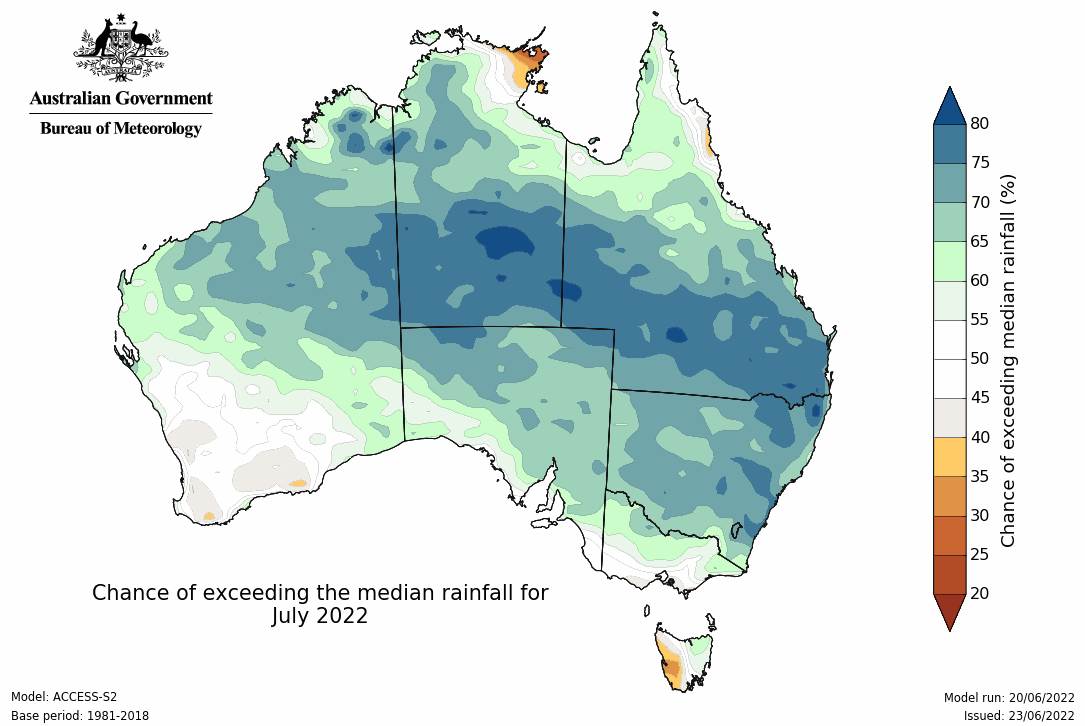 Australian Government
Bureau of Meteorology
80
75
70
65
60
55
50
45
40
35
30
25
20
Chance of exceeding median rainfall (%)
Chance of exceeding the median rainfall for
July 2022
Model: ACCESS-S2
Base period: 1981-2018
Model run: 20/06/2022
Issued: 23/06/2022